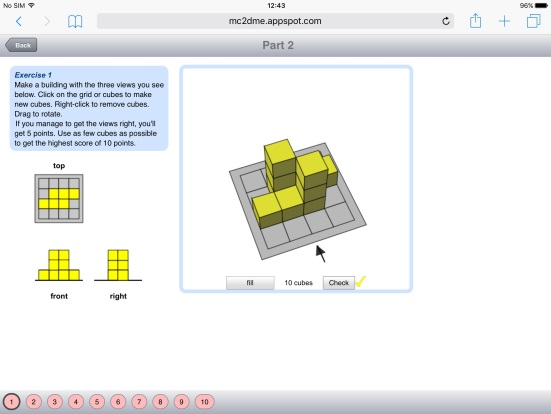 No SIM
12:43
96%
mc2dme.appspot.com
Back
Part 2
Exercise 1
Make a building with the three views you see
below. Click on the grid or cubes to make
new cubes. Right-click to remove cubes.
Drag to rotate.
If you manage to get the views right, you'll
get 5 points. Use as few cubes as possible
to get the highest score of 10 points.
top
front
right
fill
10 cubes
Check
1 2 3 4 5 6 7 8 9 10